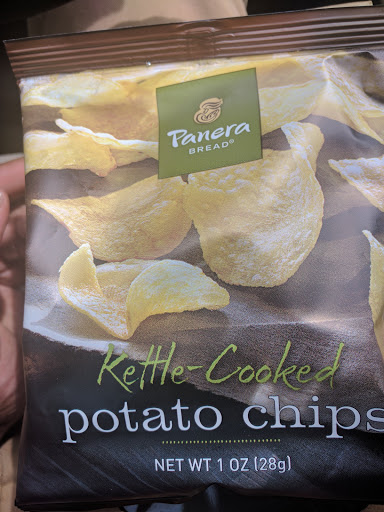 Panera
BREAD®
Kettle-Cooked
potato chips
NET WT 1 OZ (28g)